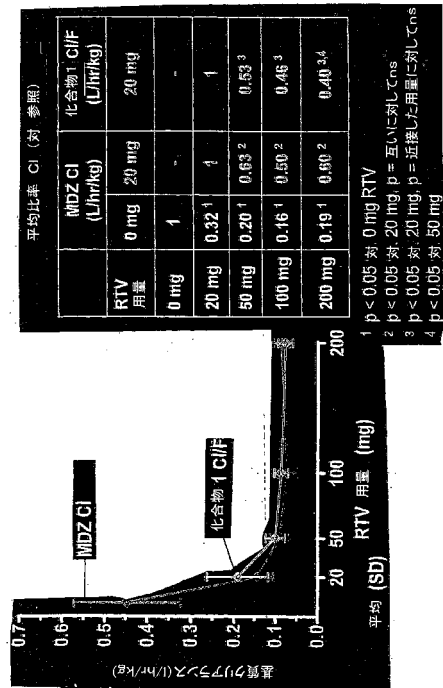 MDZ Cl
化合物 1 Cl/F
基質クリアランス(l/hr/kg)
0.7
0.6
0.5
0.4
0.3
0.2
0.1
0.0
20
50
100
200
平均 (SD)
RTV 用量 (mg)
平均比率 Cl (対 参照)
MDZ Cl (L/hr/kg)
化合物1 Cl/F (L/hr/kg)
RTV 用量
0 mg
20 mg
20 mg
0 mg
1
-
-
20 mg
0.32 1
1
1
50 mg
0.20 1
0.63 2
0.53 3
100 mg
0.16 1
0.50 2
0.46 3
200 mg
0.19 1
0.60 2
0.40 3,4
1 p < 0.05 対. 0 mg RTV
2 p < 0.05 対. 20 mg, p = 互いに対してns
3 p < 0.05 対. 20 mg, p = 近接した用量に対してns
4 p < 0.05 対 50 mg